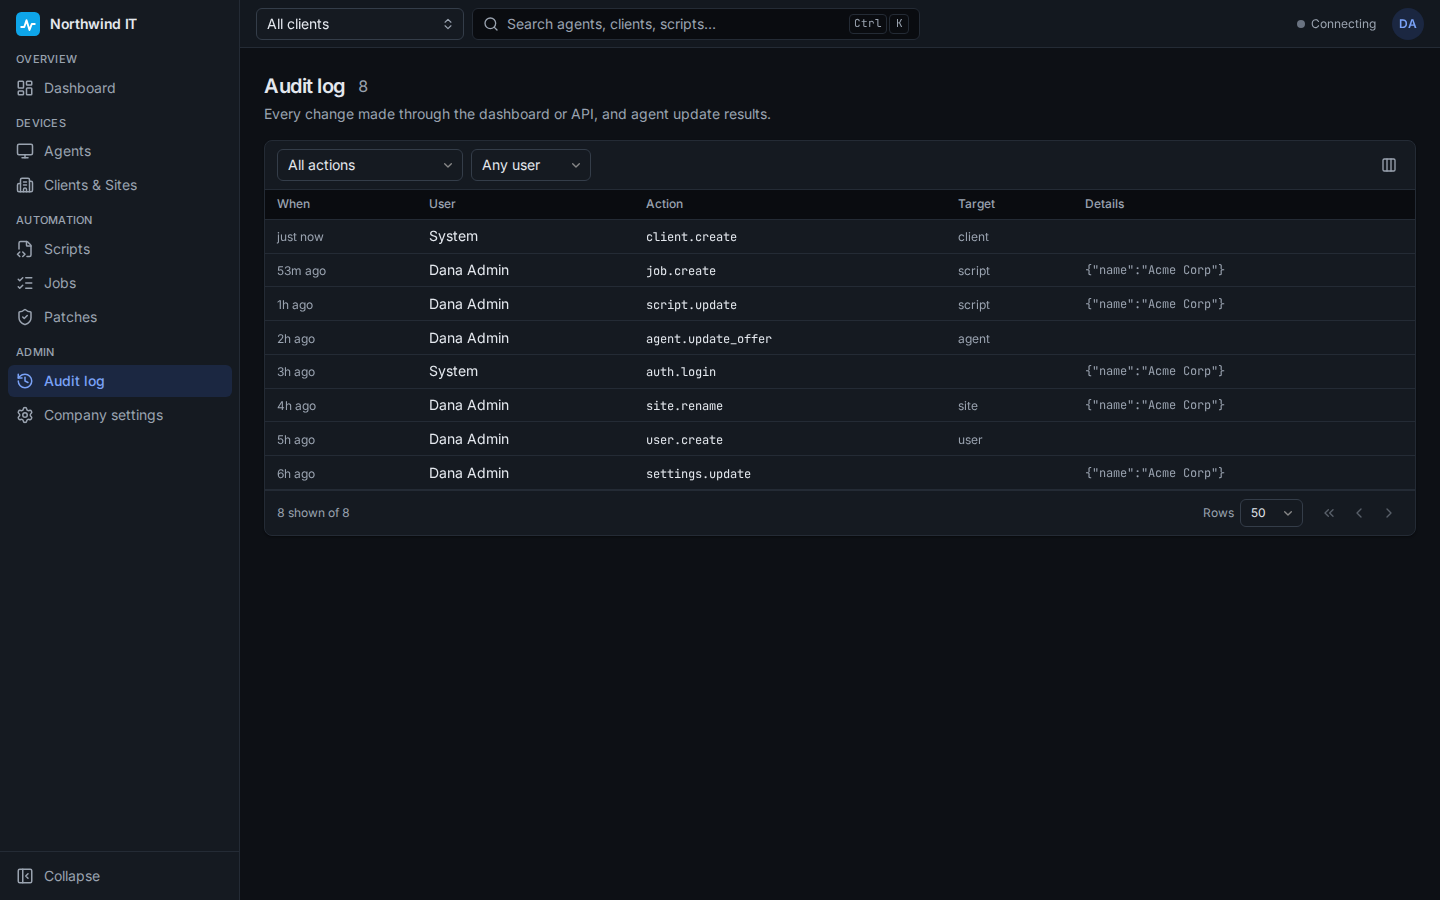 Northwind IT
OVERVIEW
Dashboard
DEVICES
Agents
Clients & Sites
AUTOMATION
Scripts
Jobs
Patches
ADMIN
Audit log
Company settings
Collapse
All clients
Search agents, clients, scripts... Ctrl K
Connecting DA
Audit log 8
Every change made through the dashboard or API, and agent update results.
All actions Any user
When User Action Target Details
just now System client.create client
53m ago Dana Admin job.create script {"name":"Acme Corp"}
1h ago Dana Admin script.update script {"name":"Acme Corp"}
2h ago Dana Admin agent.update_offer agent
3h ago System auth.login {"name":"Acme Corp"}
4h ago Dana Admin site.rename site {"name":"Acme Corp"}
5h ago Dana Admin user.create user
6h ago Dana Admin settings.update {"name":"Acme Corp"}
8 shown of 8 Rows 50